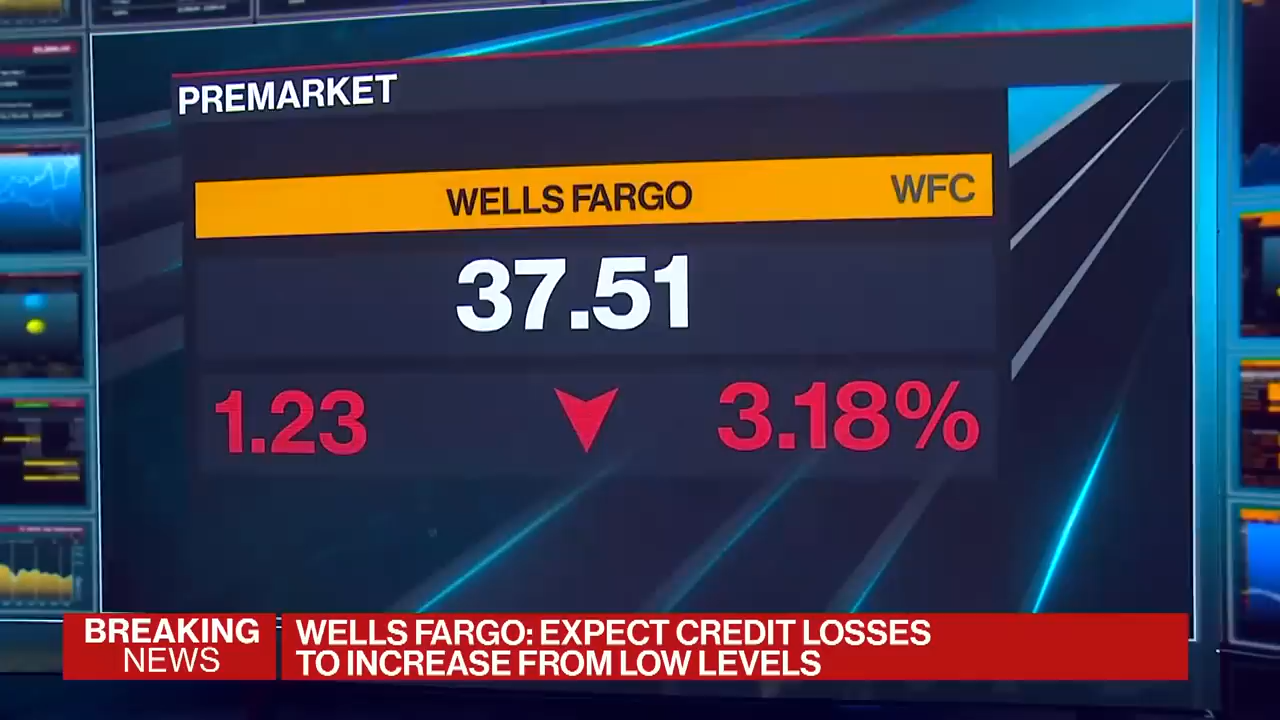 PREMARKET
WELLS FARGO WFC
37.51
1.23 3.18%
BREAKING
NEWS
WELLS FARGO: EXPECT CREDIT LOSSES
TO INCREASE FROM LOW LEVELS